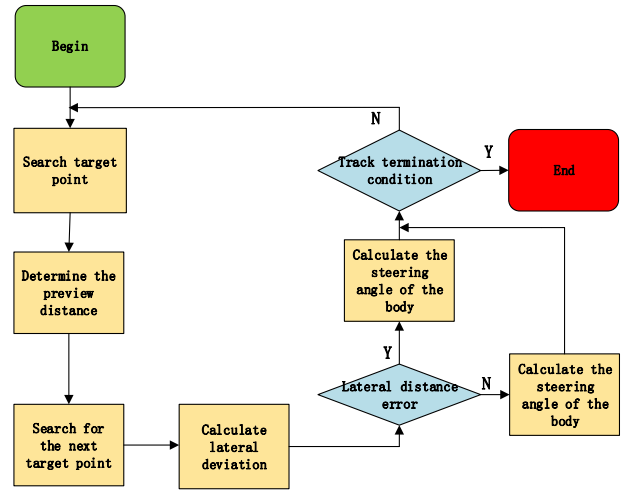 Begin
Search target
point
Determine the
preview
distance
Search for
the next
target point
Calculate
lateral
deviation
Lateral distance
error
Y
N
Calculate the
steering
angle of the
body
Calculate the
steering
angle of the
body
Track termination
condition
N
Y
End